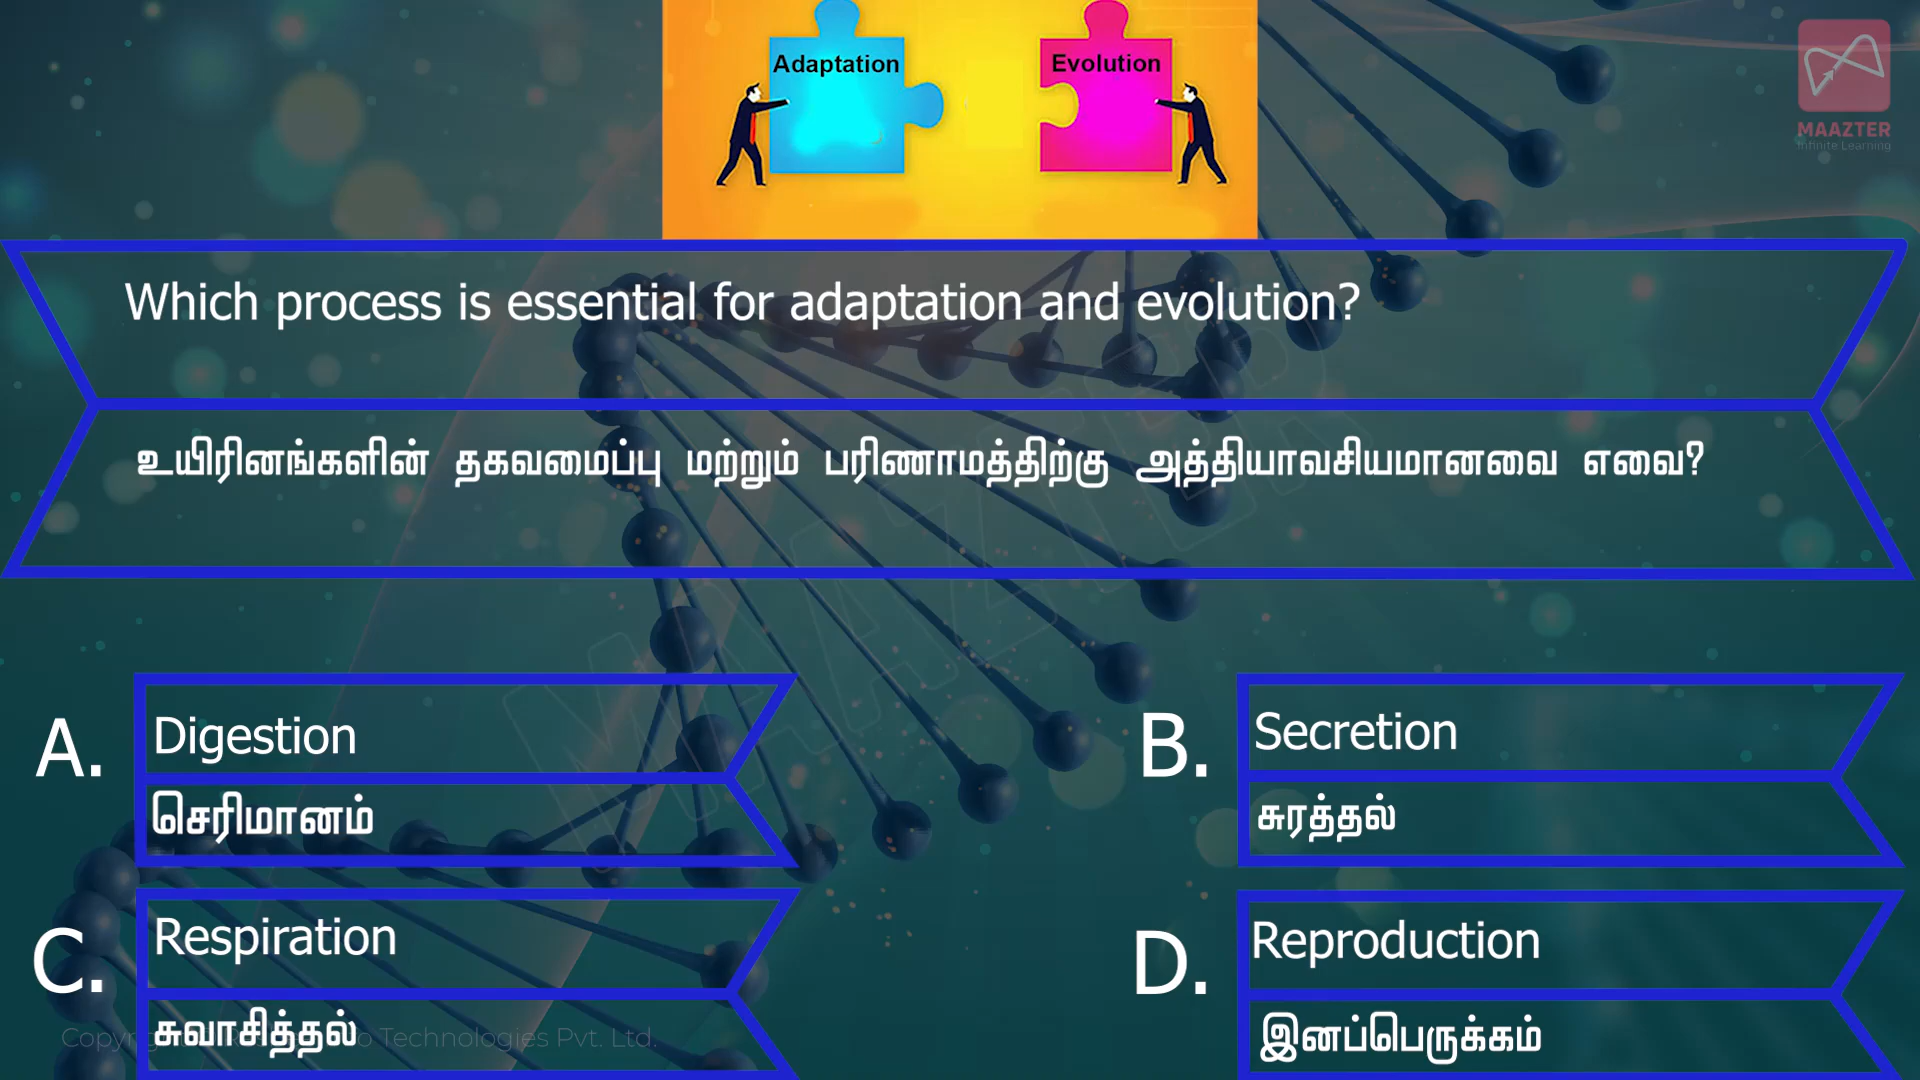 Adaptation
Evolution
MAAZTER
Infinite Learning
Which process is essential for adaptation and evolution?
உயிரினங்களின் தகவமைப்பு மற்றும் பரிணாமத்திற்கு அத்தியாவசியமானவை எவை?
MAAZTER
A.
Digestion
செரிமானம்
B.
Secretion
சுரத்தல்
C.
Respiration
சுவாசித்தல்
D.
Reproduction
இனப்பெருக்கம்
Technologies Pvt. Ltd.